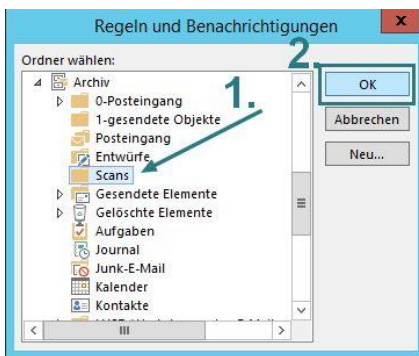 Regeln und Benachrichtigungen
x
2.
Ordner wählen:
Archiv
1.
OK
0-Posteingang
1-gesendete Objekte
Abbrechen
Posteingang
Entwürfe
Neu...
Scans
Gesendete Elemente
Gelöschte Elemente
Aufgaben
Journal
Junk-E-Mail
Kalender
Kontakte